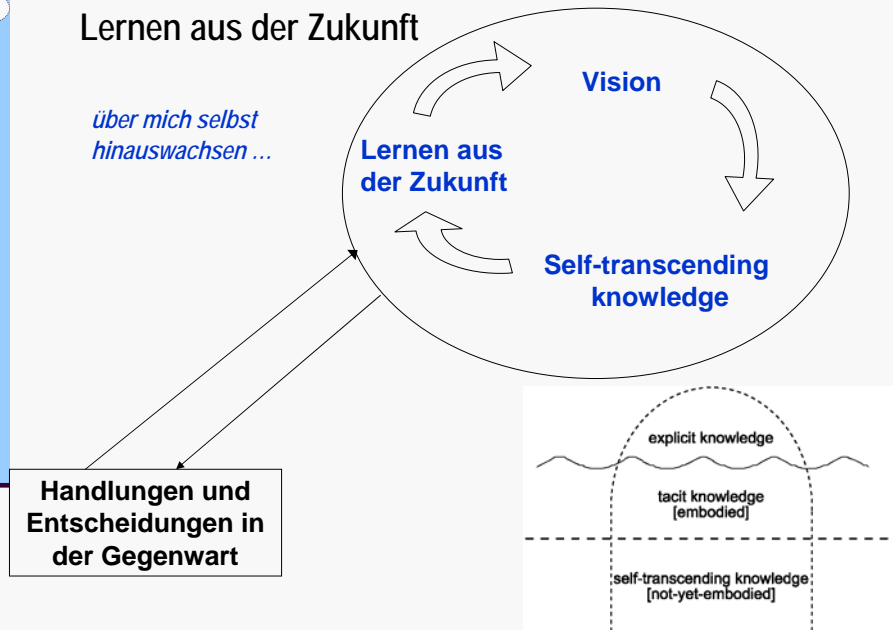 Lernen aus der Zukunft
über mich selbst
hinauswachsen ...
Vision
Lernen aus
der Zukunft
Self-transcending
knowledge
Handlungen und
Entscheidungen in
der Gegenwart
explicit knowledge
tacit knowledge
[embodied]
self-transcending knowledge
[not-yet-embodied]